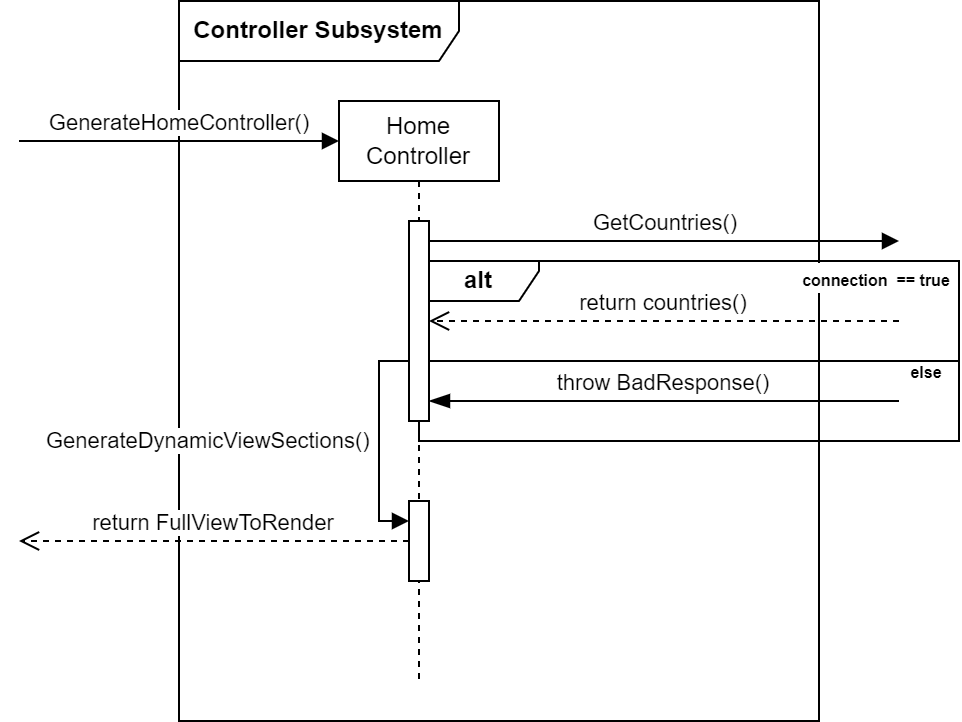 Controller Subsystem
GenerateHomeController()
Home
Controller
GetCountries()
alt
connection == true
return countries()
else
throw BadResponse()
GenerateDynamicViewSections()
return FullViewToRender